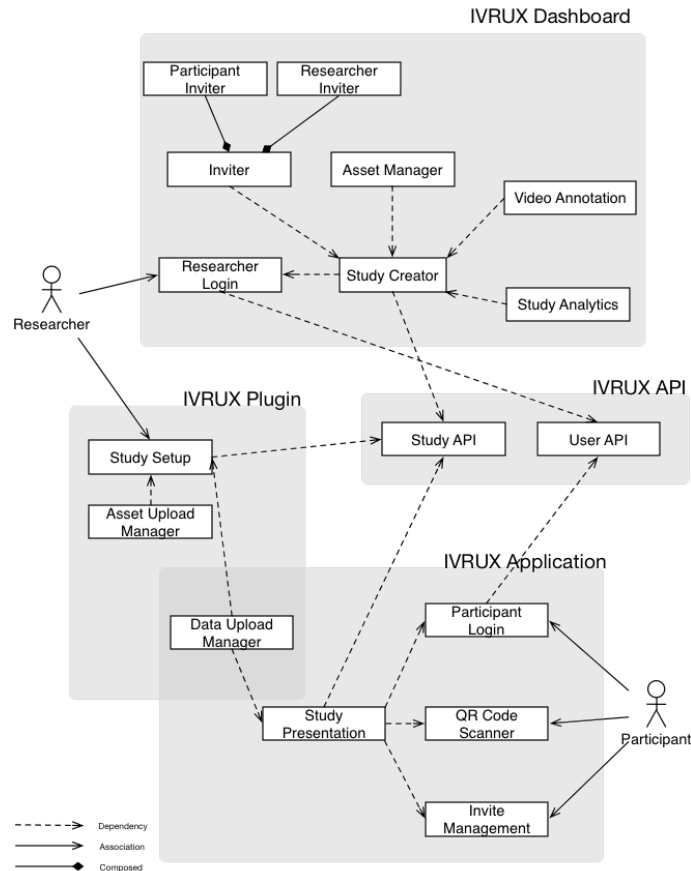 IVRUX Dashboard
Participant
Inviter
Researcher
Inviter
Inviter
Asset Manager
Video Annotation
Researcher
Login
Study Creator
Study Analytics
Researcher
IVRUX Plugin
IVRUX API
Study Setup
Study API
User API
Asset Upload
Manager
IVRUX Application
Data Upload
Manager
Participant
Login
Study
Presentation
QR Code
Scanner
Participant
Invite
Management
Dependency
Association
Composed